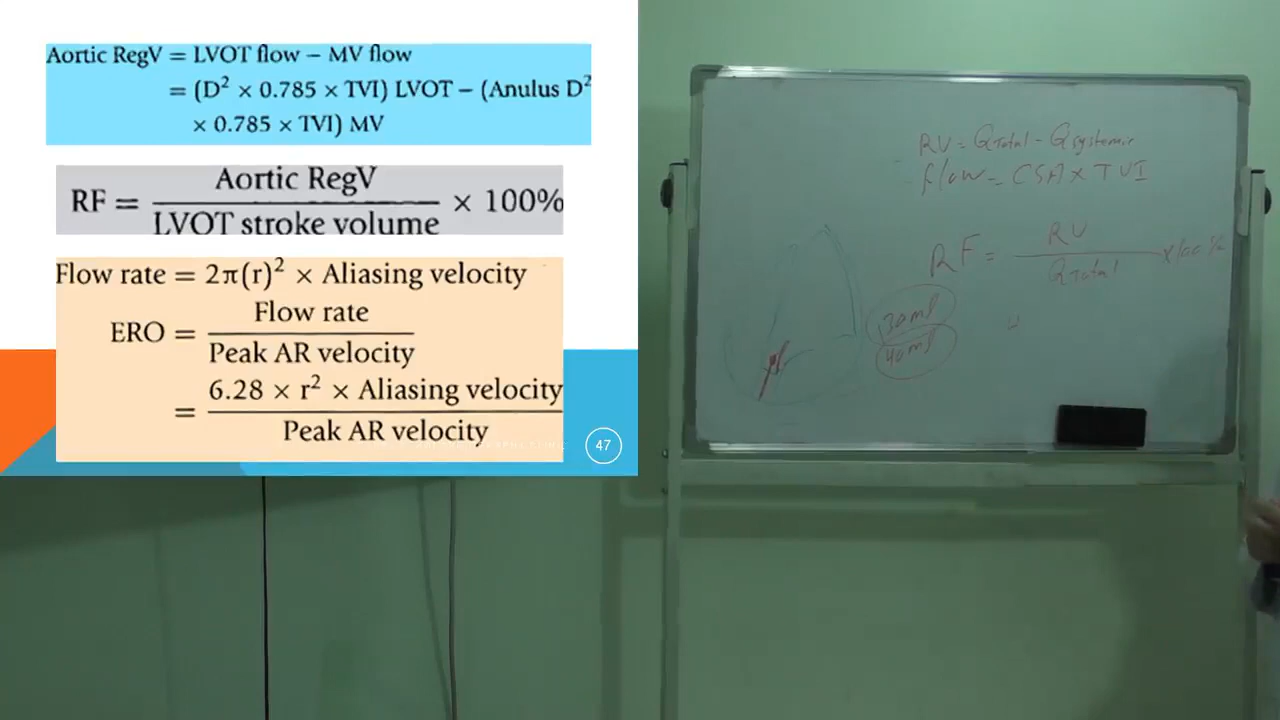 Aortic RegV = LVOT flow – MV flow
= (D² × 0.785 × TVI) LVOT – (Anulus D²
× 0.785 × TVI) MV
RF = Aortic RegV / LVOT stroke volume × 100%
Flow rate = 2π(r)² × Aliasing velocity
ERO = Flow rate / Peak AR velocity
= 6.28 × r² × Aliasing velocity / Peak AR velocity
47
RV = Qtotal - Qsystemic
flow = CSA × TVI
RF = RV / Qtotal × 100%
30ml
40ml